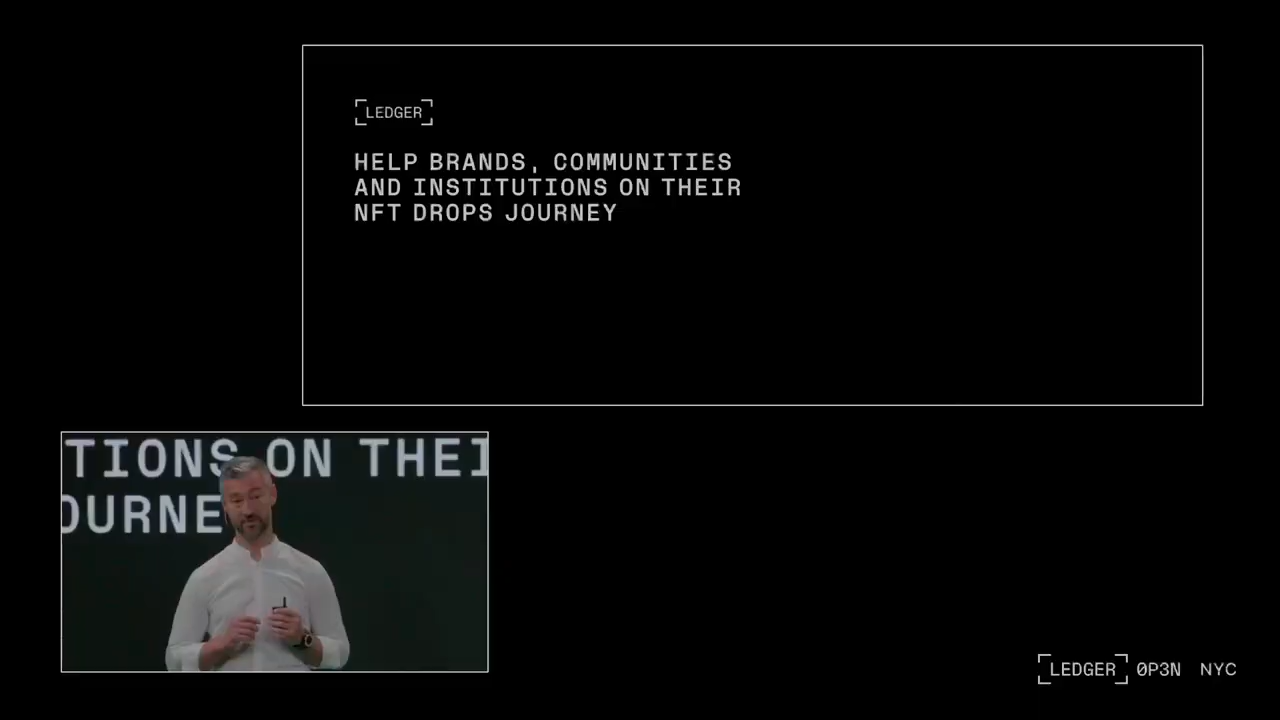 [LEDGER]
HELP BRANDS, COMMUNITIES
AND INSTITUTIONS ON THEIR
NFT DROPS JOURNEY
TIONS ON THEI
OURNE
[LEDGER] 0P3N NYC